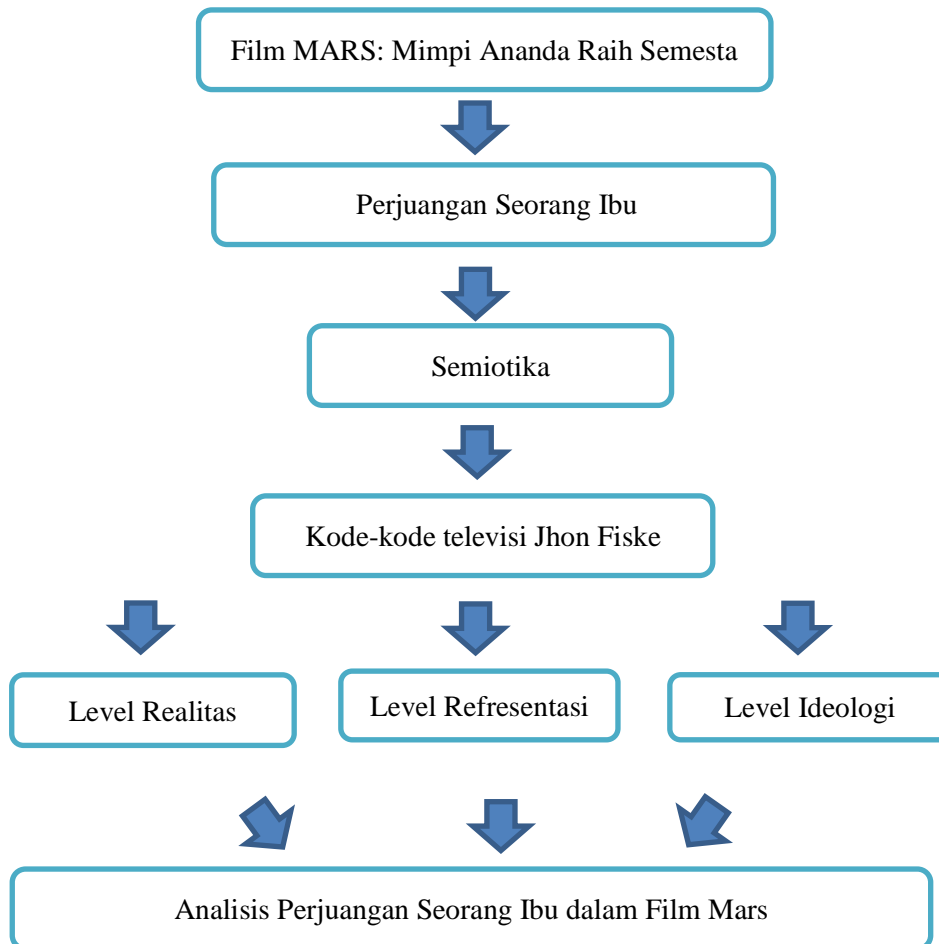 Film MARS: Mimpi Ananda Raih Semesta
Perjuangan Seorang Ibu
Semiotika
Kode-kode televisi Jhon Fiske
Level Realitas
Level Refresentasi
Level Ideologi
Analisis Perjuangan Seorang Ibu dalam Film Mars